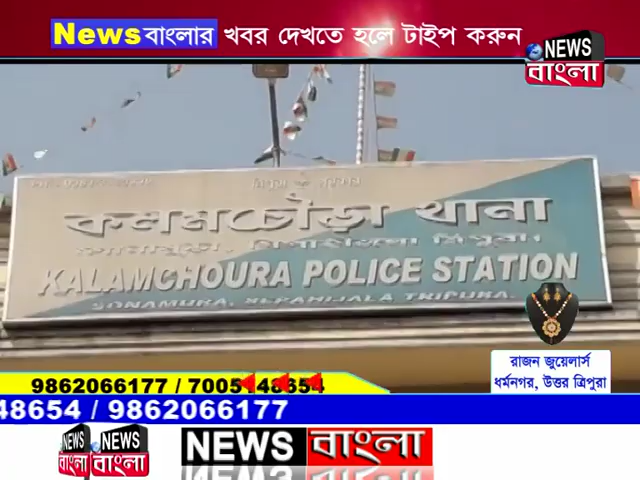 News বাংলার খবর দেখতে হলে টাইপ করুন
NEWS
বাংলা
কলমচৌড়া থানা
KALAMCHOURA POLICE STATION
SONAMURA, SEPAHIJALA TRIPURA.
রাজন জুয়েলার্স
ধর্মনগর, উত্তর ত্রিপুরা
9862066177 / 7005148654
48654 / 9862066177
NEWS
বাংলা
NEWS
বাংলা
NEWS বাংলা